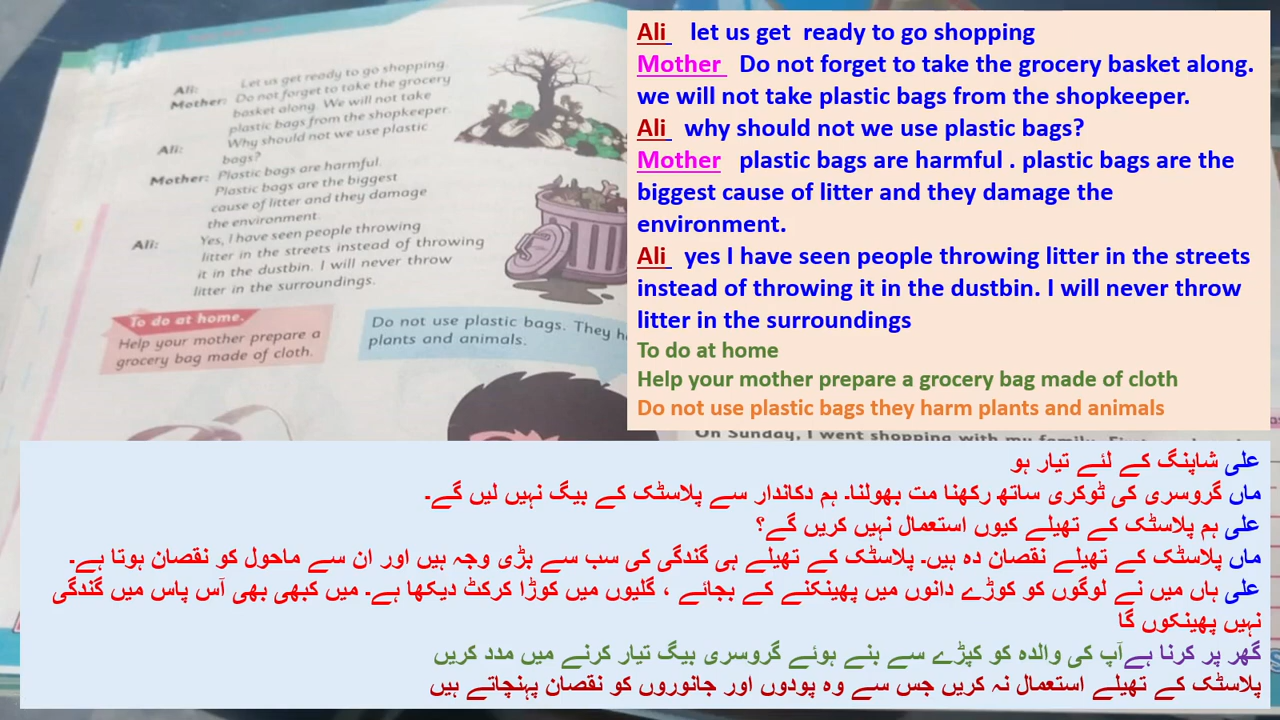 Ali:
Let us get ready to go shopping.
Mother:
Do not forget to take the grocery
basket along. We will not take
plastic bags from the shopkeeper.
Ali:
Why should not we use plastic
bags?
Mother:
Plastic bags are harmful.
Plastic bags are the biggest
cause of litter and they damage
the environment.
Ali:
Yes, I have seen people throwing
litter in the streets instead of throwing
it in the dustbin. I will never throw
litter in the surroundings.
To do at home.
Help your mother prepare a
grocery bag made of cloth.
Do not use plastic bags. They
plants and animals.
Ali let us get ready to go shopping
Mother Do not forget to take the grocery basket along.
we will not take plastic bags from the shopkeeper.
Ali why should not we use plastic bags?
Mother plastic bags are harmful . plastic bags are the
biggest cause of litter and they damage the
environment.
Ali yes I have seen people throwing litter in the streets
instead of throwing it in the dustbin. I will never throw
litter in the surroundings
To do at home
Help your mother prepare a grocery bag made of cloth
Do not use plastic bags they harm plants and animals
On Sunday, I went shopping with my family.
علی شاپنگ کے لئے تیار ہو
ماں گروسری کی ٹوکری ساتھ رکھنا مت بھولنا۔ ہم دکاندار سے پلاسٹک کے بیگ نہیں لیں گے۔
علی ہم پلاسٹک کے تھیلے کیوں استعمال نہیں کریں گے؟
ماں پلاسٹک کے تھیلے نقصان دہ ہیں۔ پلاسٹک کے تھیلے ہی گندگی کی سب سے بڑی وجہ ہیں اور ان سے ماحول کو نقصان ہوتا ہے۔
علی ہاں میں نے لوگوں کو کوڑے دانوں میں پھینکنے کے بجائے ، گلیوں میں کوڑا کرکٹ دیکھا ہے۔ میں کبھی بھی آس پاس میں گندگی
نہیں پھینکوں گا
گھر پر کرنا ہے آپ کی والدہ کو کپڑے سے بنے ہوئے گروسری بیگ تیار کرنے میں مدد کریں
پلاسٹک کے تھیلے استعمال نہ کریں جس سے وہ پودوں اور جانوروں کو نقصان پہنچاتے ہیں